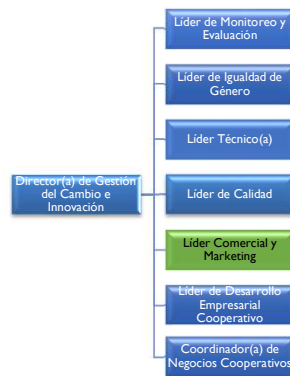 Líder de Monitoreo y
Evaluación
Líder de Igualdad de
Género
Líder Técnico(a)
Director(a) de Gestión
del Cambio e
Innovación
Líder de Calidad
Líder Comercial y
Marketing
Líder de Desarrollo
Empresarial
Cooperativo
Coordinador(a) de
Negocios Cooperativos